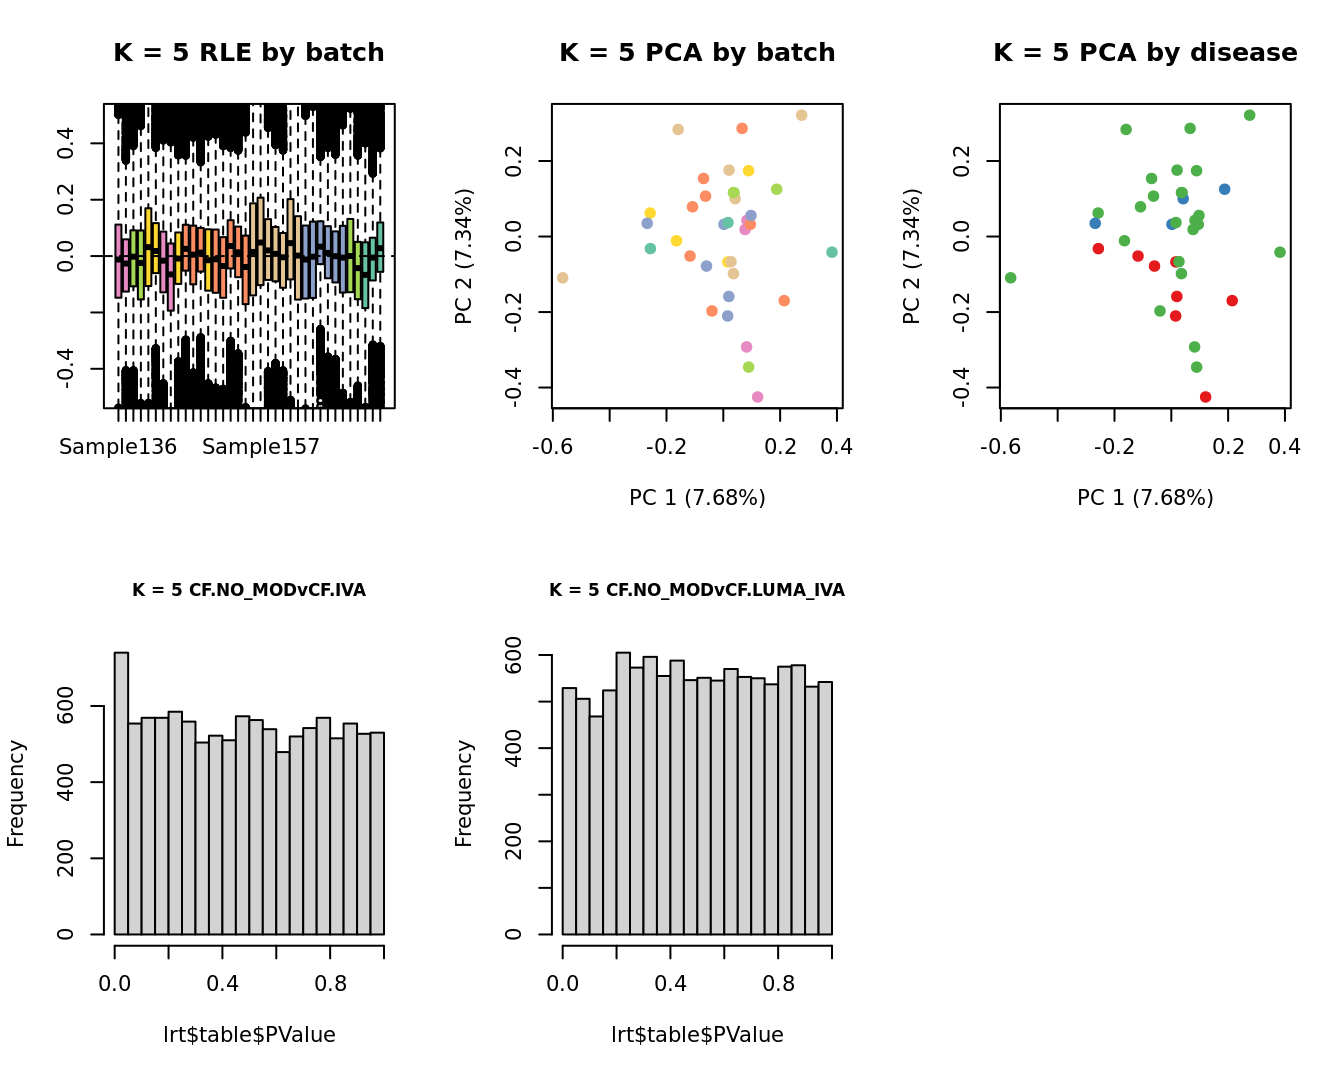 K = 5 RLE by batch
0.4
0.2
0.0
-0.4
Sample136 Sample157
K = 5 PCA by batch
PC 2 (7.34%)
0.2
0.0
-0.2
-0.4
-0.6 -0.2 0.2 0.4
PC 1 (7.68%)
K = 5 PCA by disease
PC 2 (7.34%)
0.2
0.0
-0.2
-0.4
-0.6 -0.2 0.2 0.4
PC 1 (7.68%)
K = 5 CF.NO_MODvCF.IVA
Frequency
600
400
200
0
0.0 0.4 0.8
lrt$table$PValue
K = 5 CF.NO_MODvCF.LUMA_IVA
Frequency
600
400
200
0
0.0 0.4 0.8
lrt$table$PValue